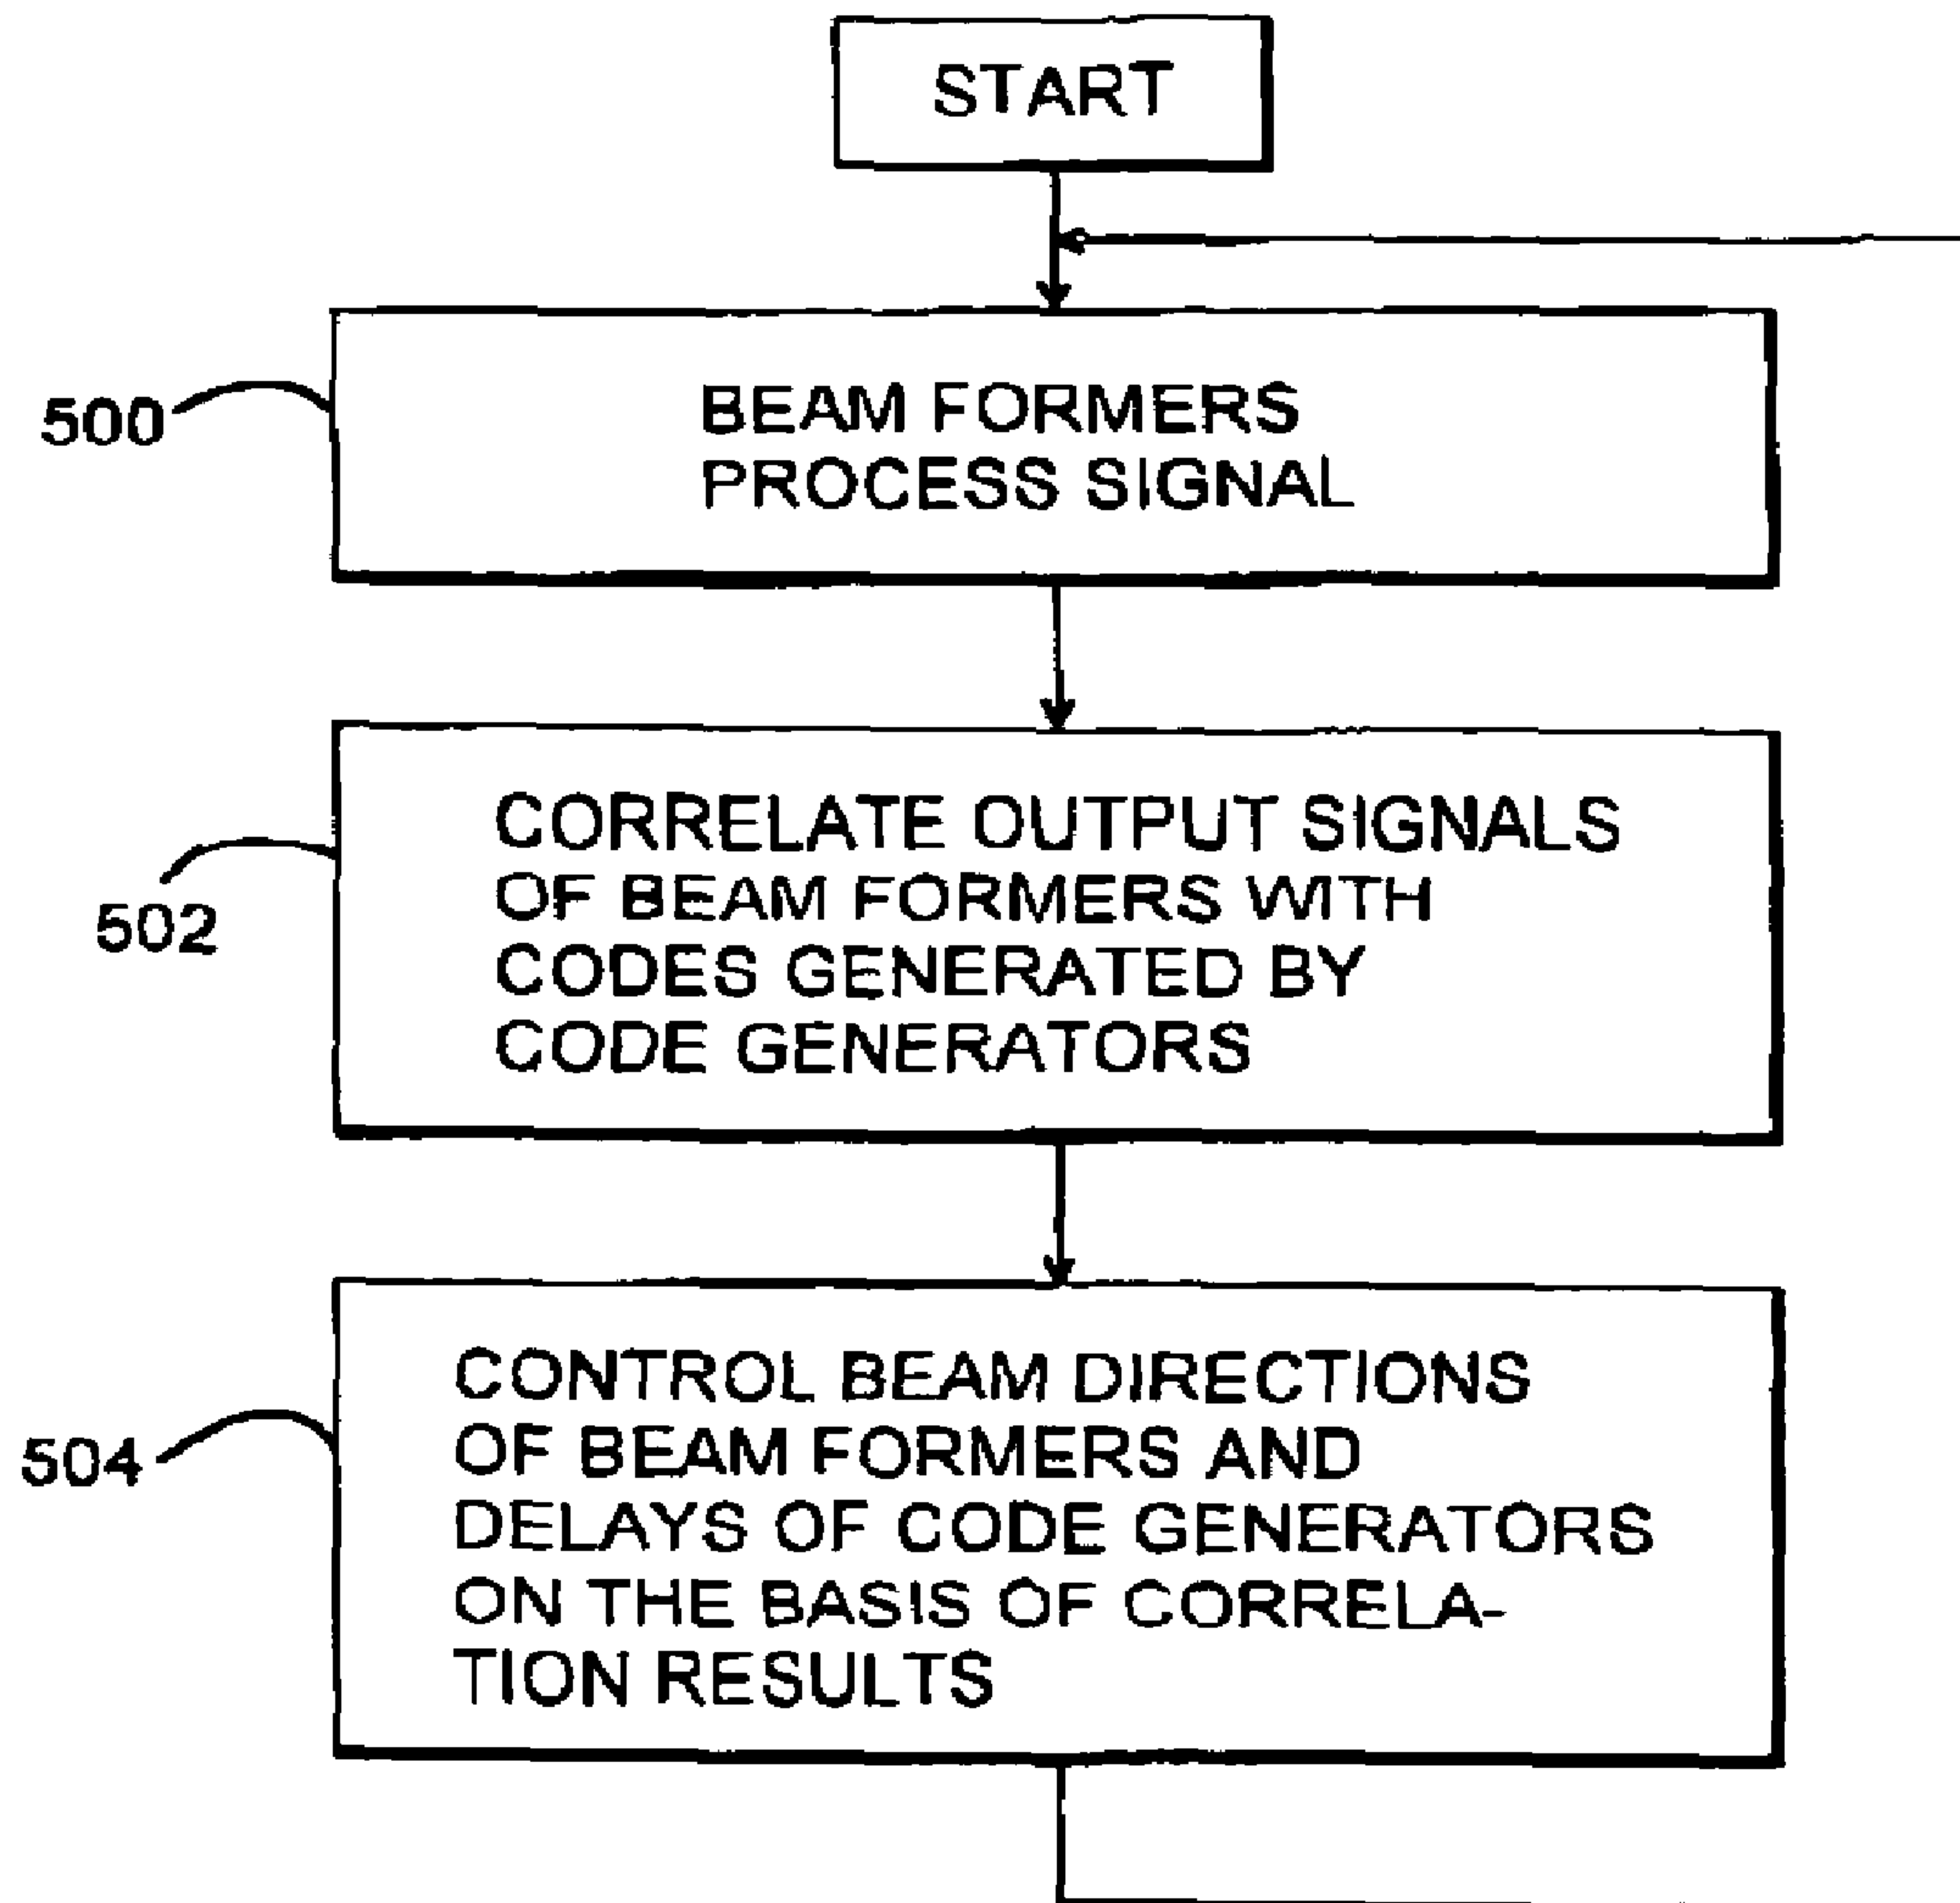 START
500
BEAM FORMERS
PROCESS SIGNAL
502
CORRELATE OUTPUT SIGNALS
OF BEAM FORMERS WITH
CODES GENERATED BY
CODE GENERATORS
504
CONTROL BEAM DIRECTIONS
OF BEAM FORMERS AND
DELAYS OF CODE GENERATORS
ON THE BASIS OF CORRELA-
TION RESULTS